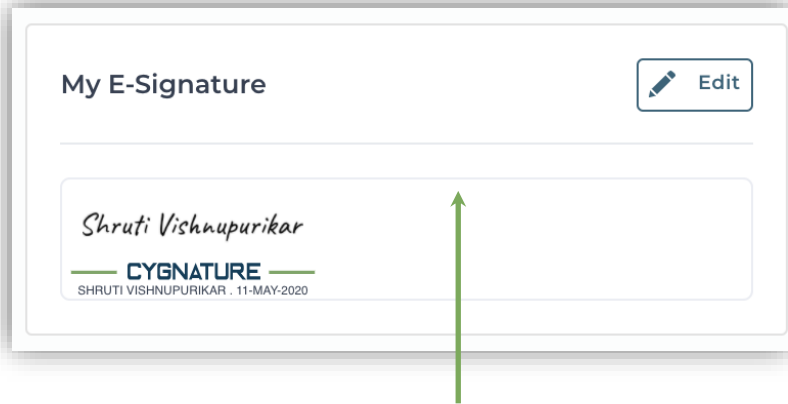 My E-Signature
Edit
Shruti Vishnupurikar
CYGNATURE
SHRUTI VISHNUPURIKAR . 11-MAY-2020